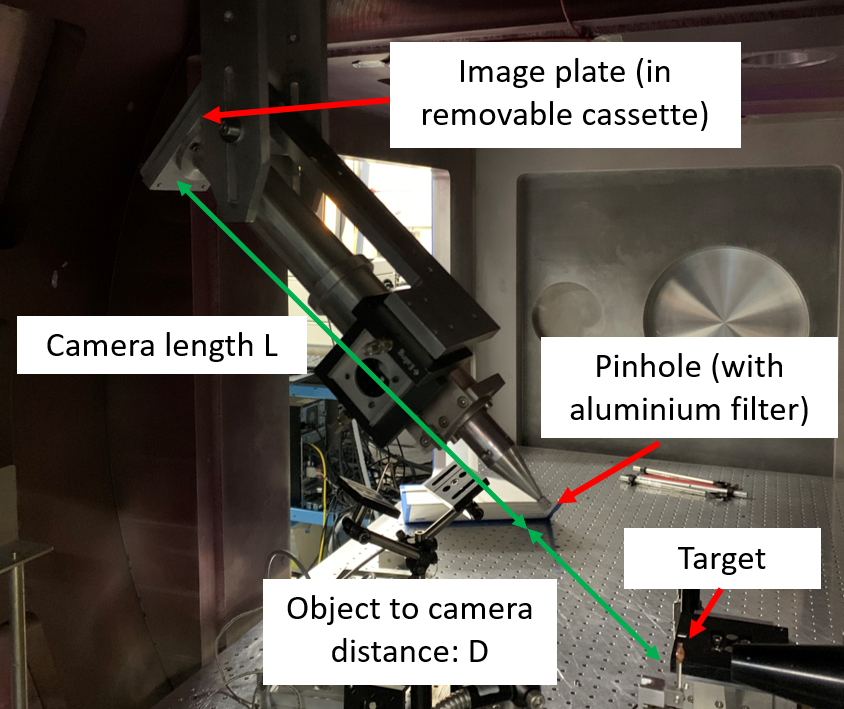 Image plate (in
removable cassette)
Camera length L
Pinhole (with
aluminium filter)
Target
Object to camera
distance: D